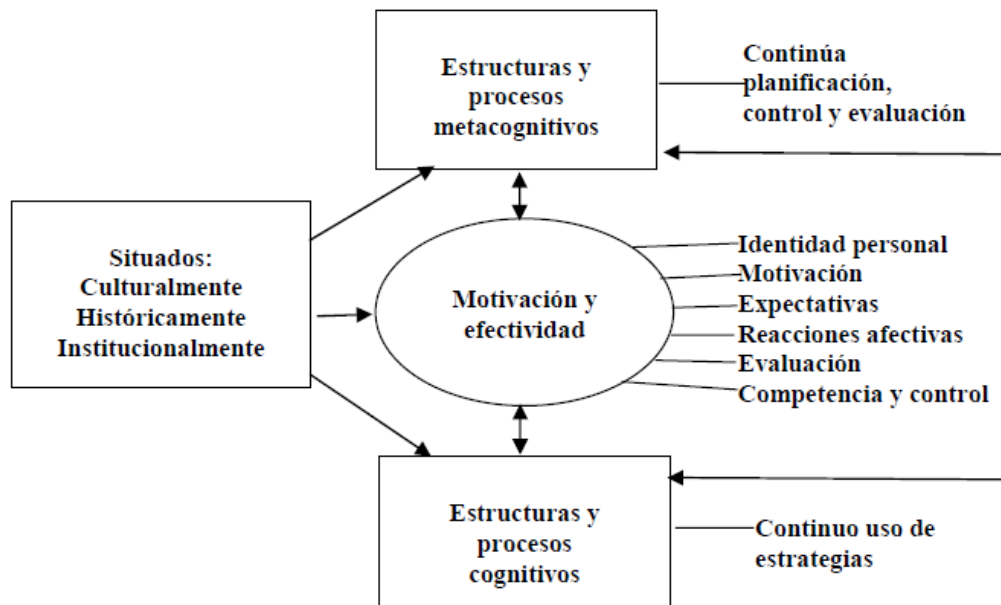 Estructuras y
procesos
metacognitivos
Continúa
planificación,
control y evaluación
Situados:
Culturalmente
Históricamente
Institucionalmente
Motivación y
efectividad
Identidad personal
Motivación
Expectativas
Reacciones afectivas
Evaluación
Competencia y control
Estructuras y
procesos
cognitivos
Continuo uso de
estrategias